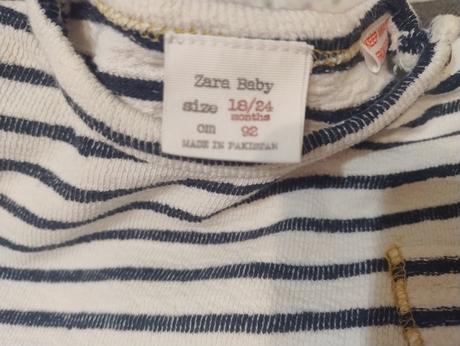 Zara Baby
size 18/24
months
cm 92
MADE IN PAKISTAN